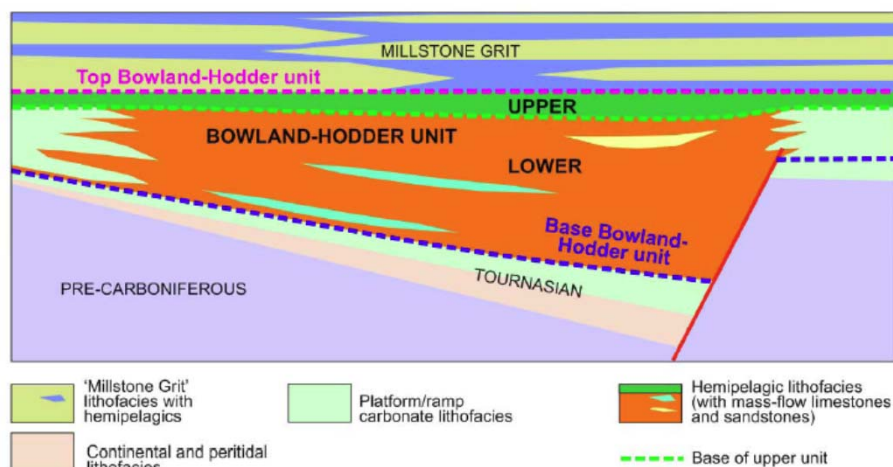 MILLSTONE GRIT
Top Bowland-Hodder unit
UPPER
BOWLAND-HODDER UNIT
LOWER
Base Bowland-
Hodder unit
TOURNASIAN
PRE-CARBONIFEROUS
'Millstone Grit'
lithofacies with
hemipelagics
Platform/ramp
carbonate lithofacies
Hemipelagic lithofacies
(with mass-flow limestones
and sandstones)
Continental and peritidal
lithofacies
Base of upper unit